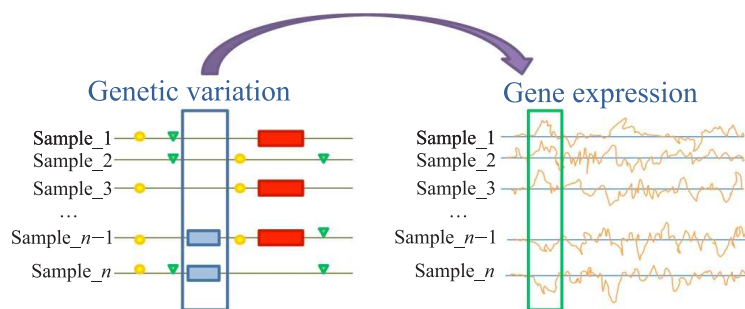 Genetic variation
Sample_1
Sample_2
Sample_3
...
Sample_n−1
Sample_n
Gene expression
Sample_1
Sample_2
Sample_3
...
Sample_n−1
Sample_n